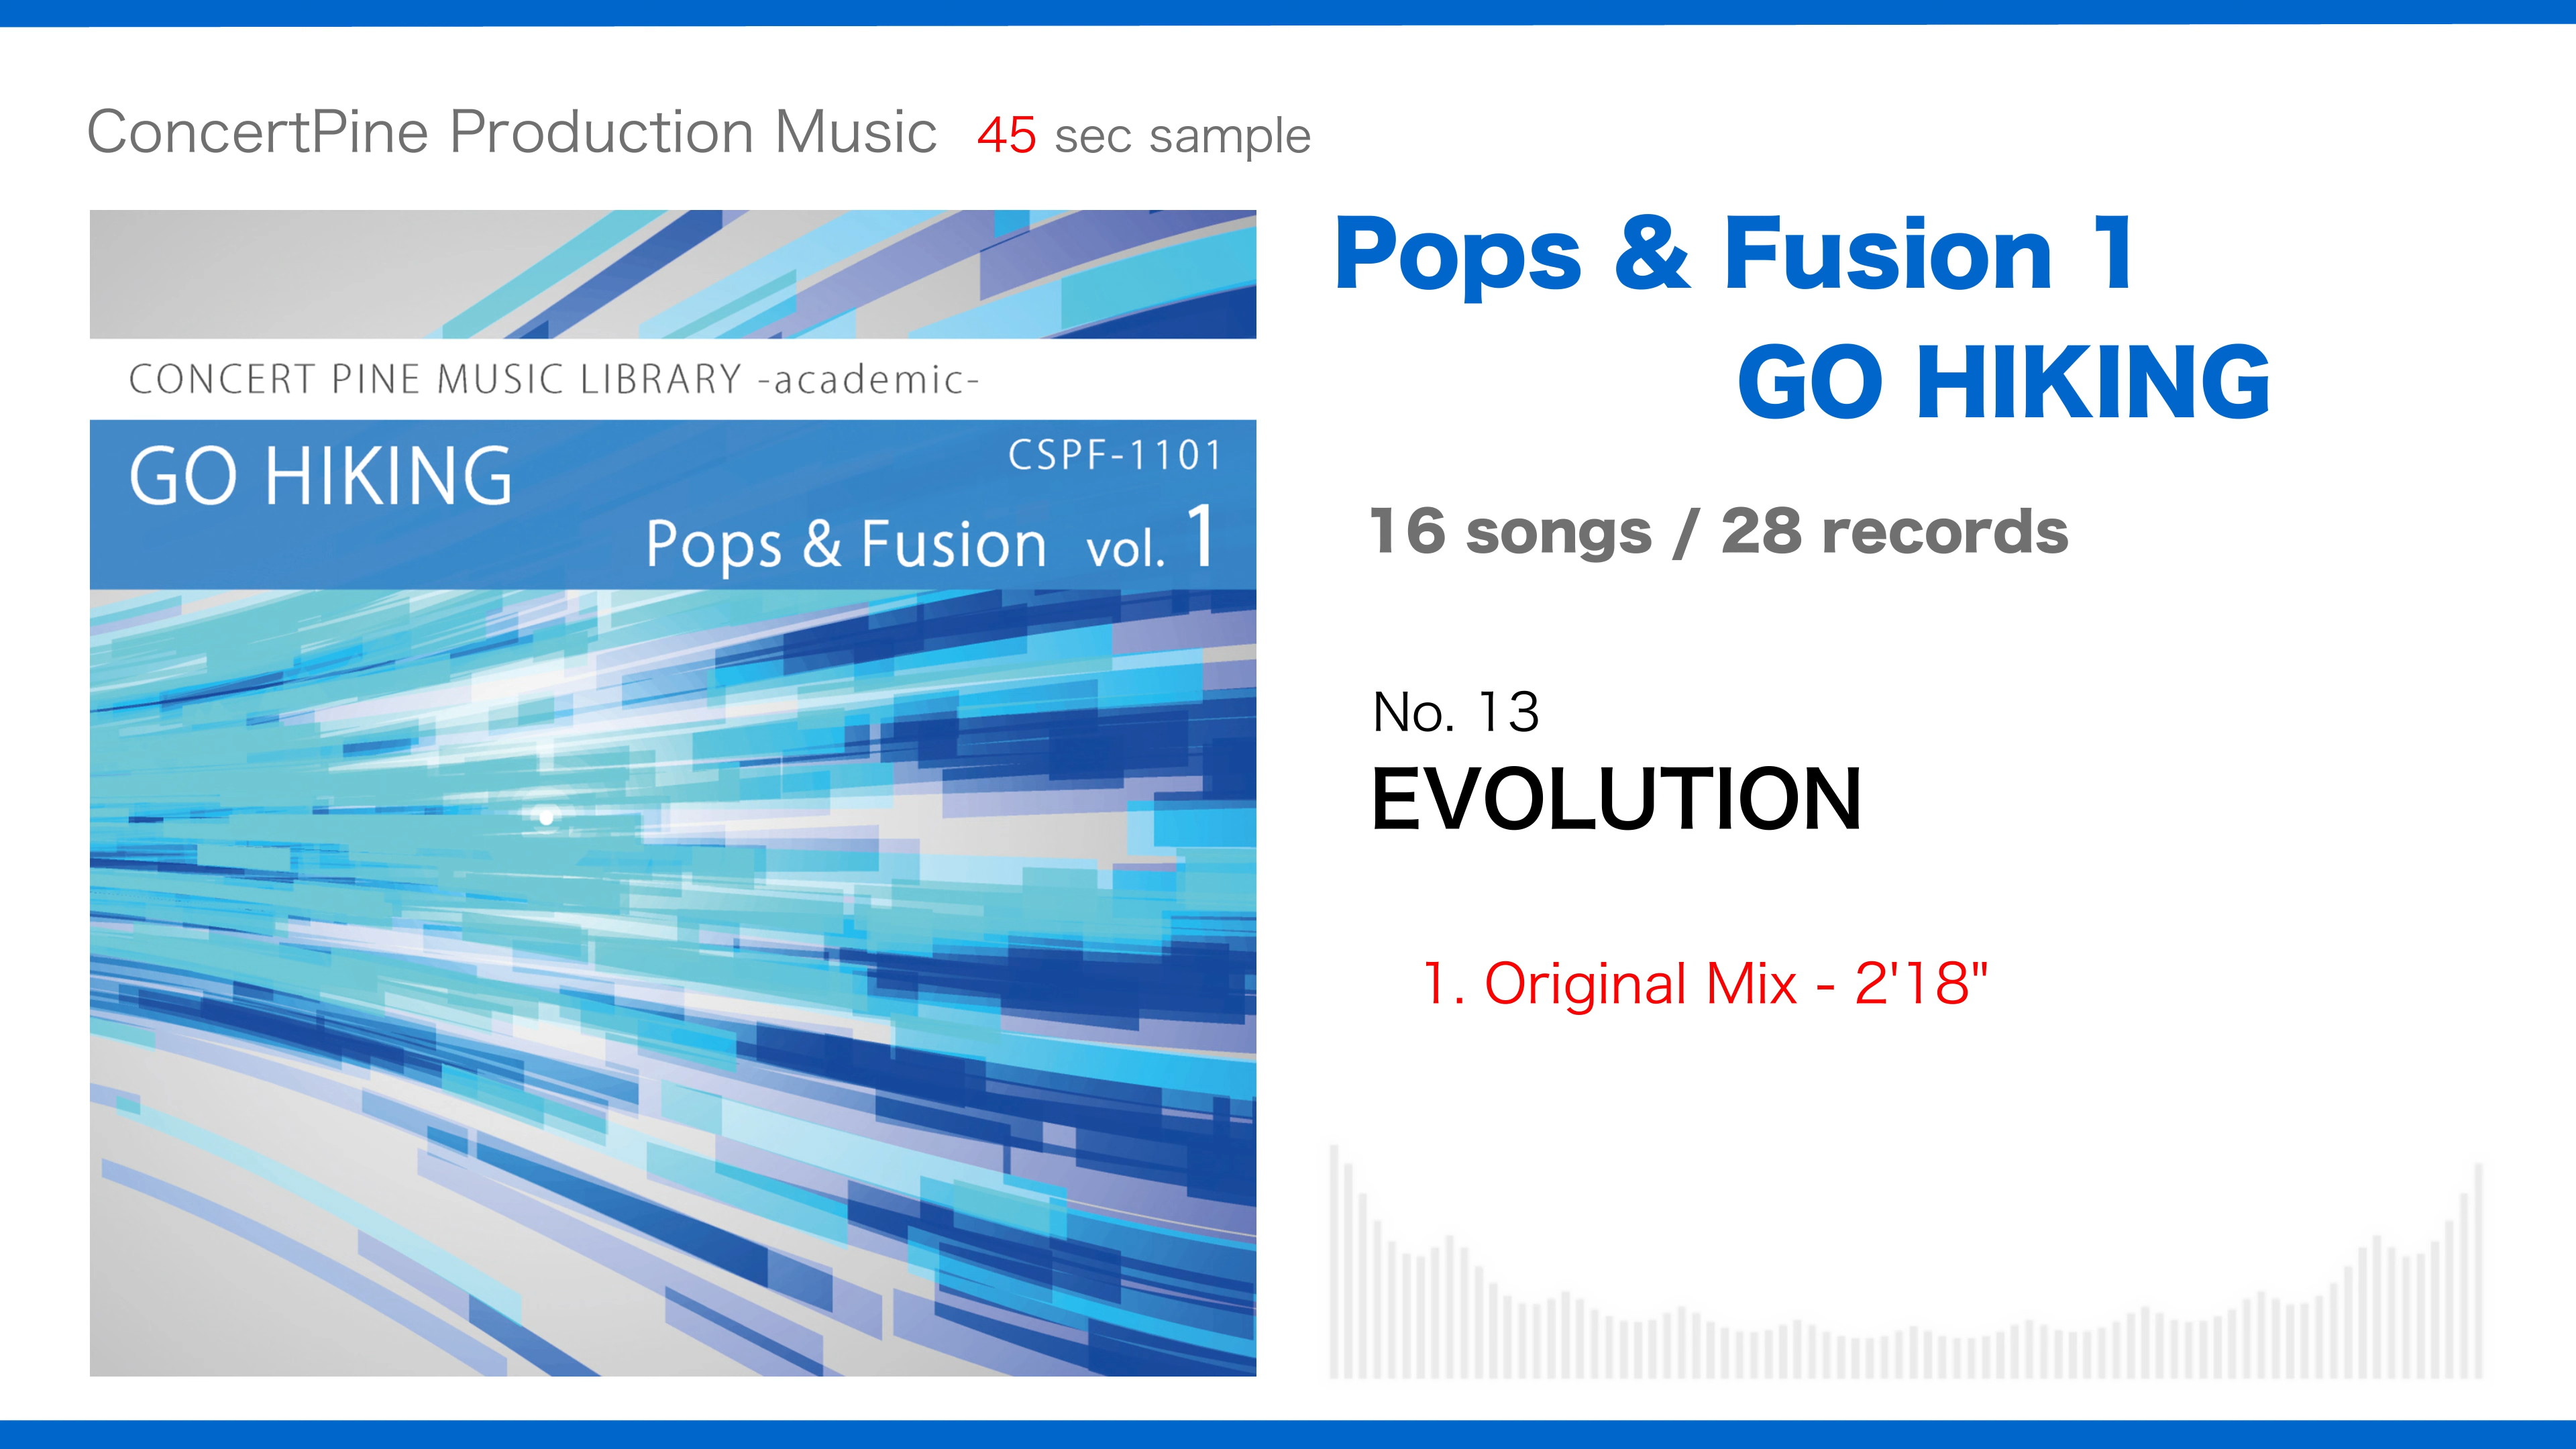 ConcertPine Production Music 45 sec sample
CONCERT PINE MUSIC LIBRARY -academic-
GO HIKING
CSPF-1101
Pops & Fusion vol. 1
Pops & Fusion 1
GO HIKING
16 songs / 28 records
No. 13
EVOLUTION
1. Original Mix - 2'18"